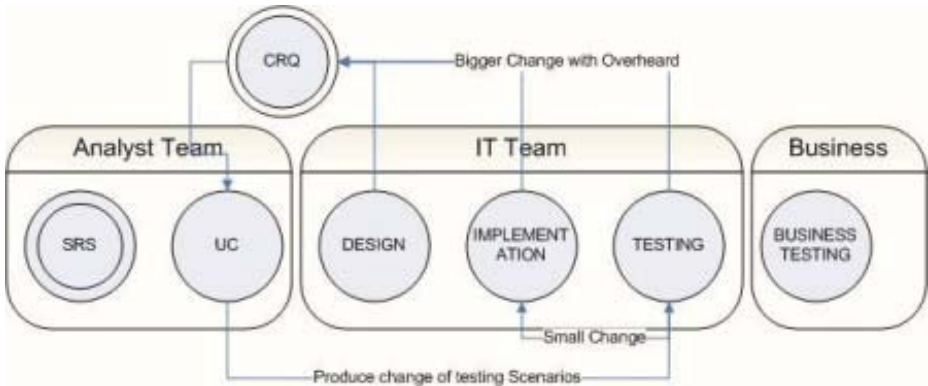 CRQ
Bigger Change with Overheard
Analyst Team
IT Team
Business
SRS
UC
DESIGN
IMPLEMENT
ATION
TESTING
BUSINESS
TESTING
Small Change
Produce change of testing Scenarios